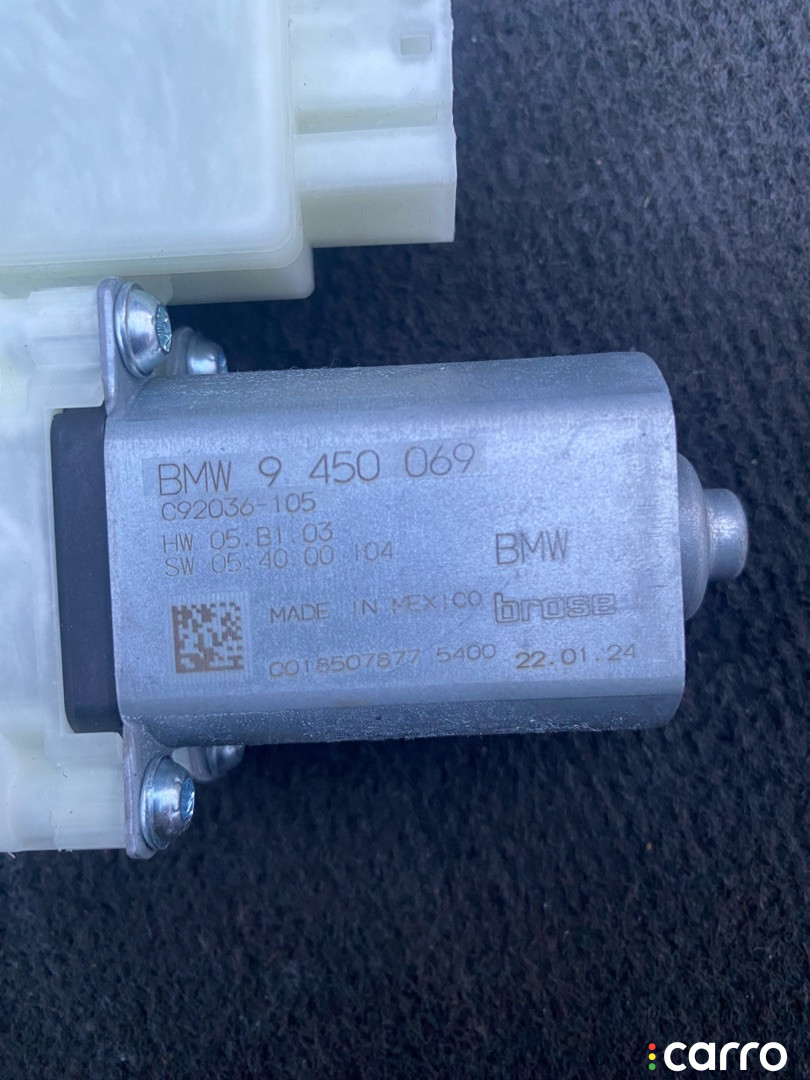 BMW 9 450 069
C92036-105
HW 05.B1.03
SW 05.40.00.104
BMW
MADE IN MEXICO brose
0018507877 5400 22.01.24
carro